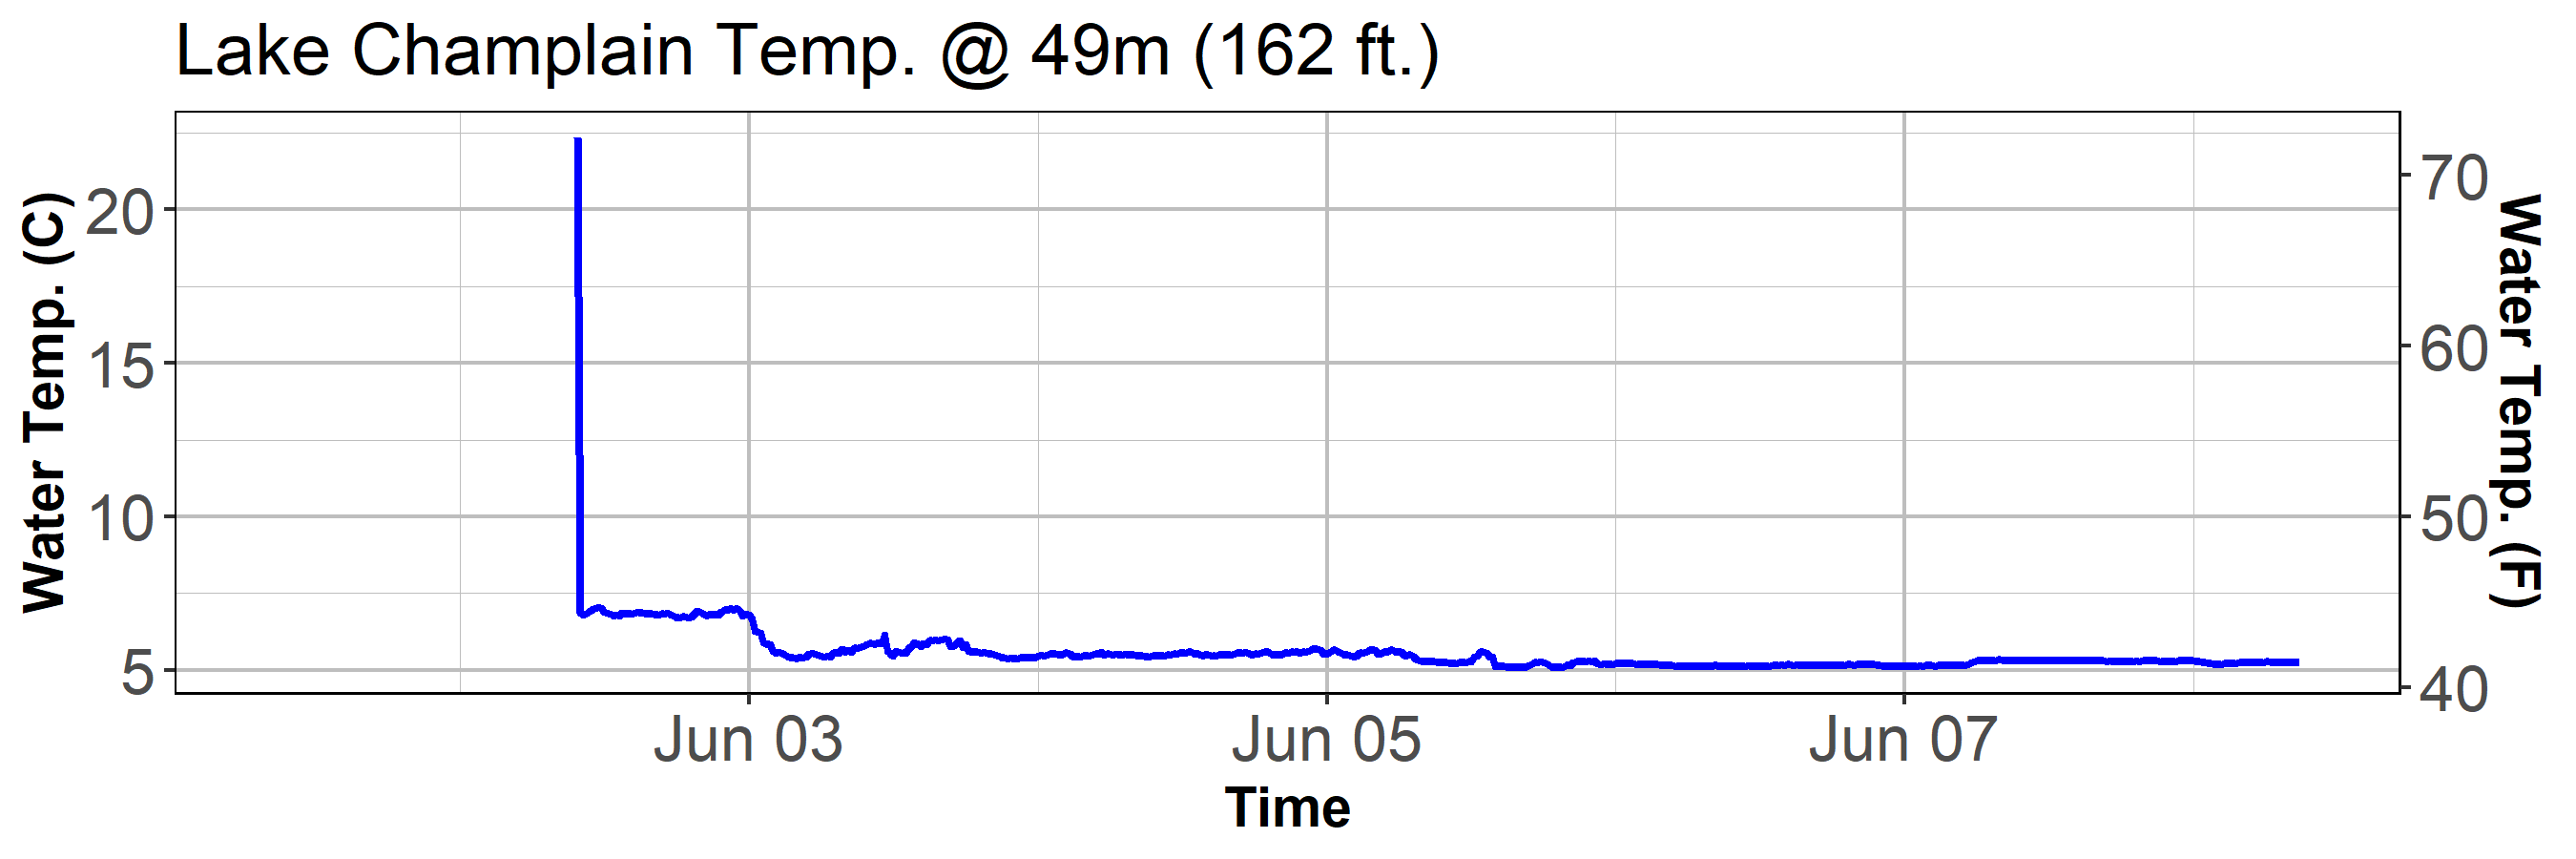 Lake Champlain Temp. @ 49m (162 ft.)
Water Temp. (C)
20
15
10
5
70
60
50
40
Water Temp. (F)
Jun 03
Jun 05
Jun 07
Time